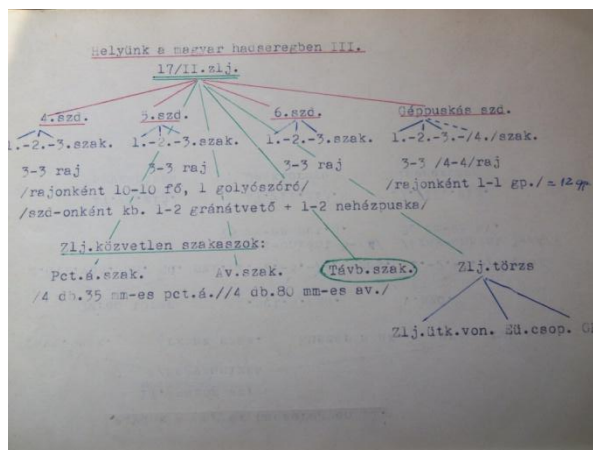 Helyünk a magyar hadseregben III.
17/II.zlj.
4.szd. 5.szd. 6.szd. Géppuskás szd.
1.-2.-3.szak. 1.-2.-3.szak. 1.-2.-3.szak. 1.-2.-3.-/4./szak.
3-3 raj 3-3 raj 3-3 raj 3-3 /4-4/raj
/rajonként 10-10 fő, 1 golyószóró/ /rajonként 1-1 gp./ = 12 gp
/szd-onként kb. 1-2 gránátvető + 1-2 nehézpuska/
Zlj.közvetlen szakaszok:
Pct.á.szak. Av.szak. Távb.szak. Zlj.törzs
/4 db.35 mm-es pct.á.//4 db.80 mm-es av./
Zlj.ütk.von. Eü.csop.